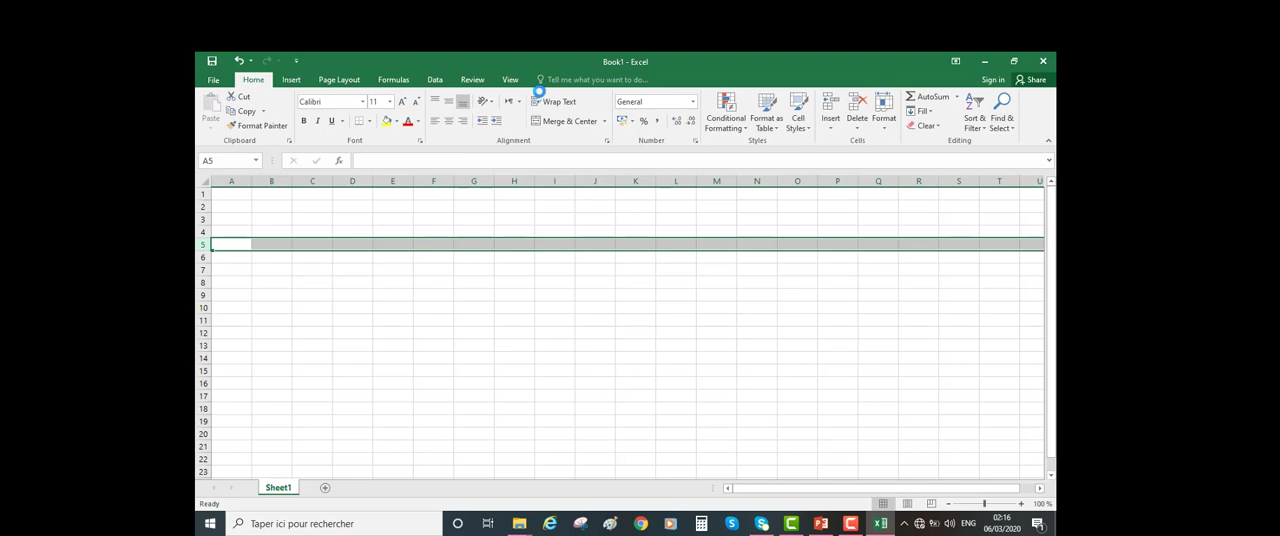 Book1 - Excel
File Home Insert Page Layout Formulas Data Review View Tell me what you want to do... Sign in Share
Cut
Copy
Format Painter
Paste
Clipboard
Calibri 11
B I U
Font
Wrap Text
Merge & Center
Alignment
General
%
Number
Conditional Formatting
Format as Table
Cell Styles
Styles
Insert Delete Format
Cells
AutoSum
Fill
Clear
Sort & Filter
Find & Select
Editing
A5 fx
A B C D E F G H I J K L M N O P Q R S T U
1
2
3
4
5
6
7
8
9
10
11
12
13
14
15
16
17
18
19
20
21
22
23
Sheet1
Ready 100 %
Taper ici pour rechercher
ENG
02:16
06/03/2020